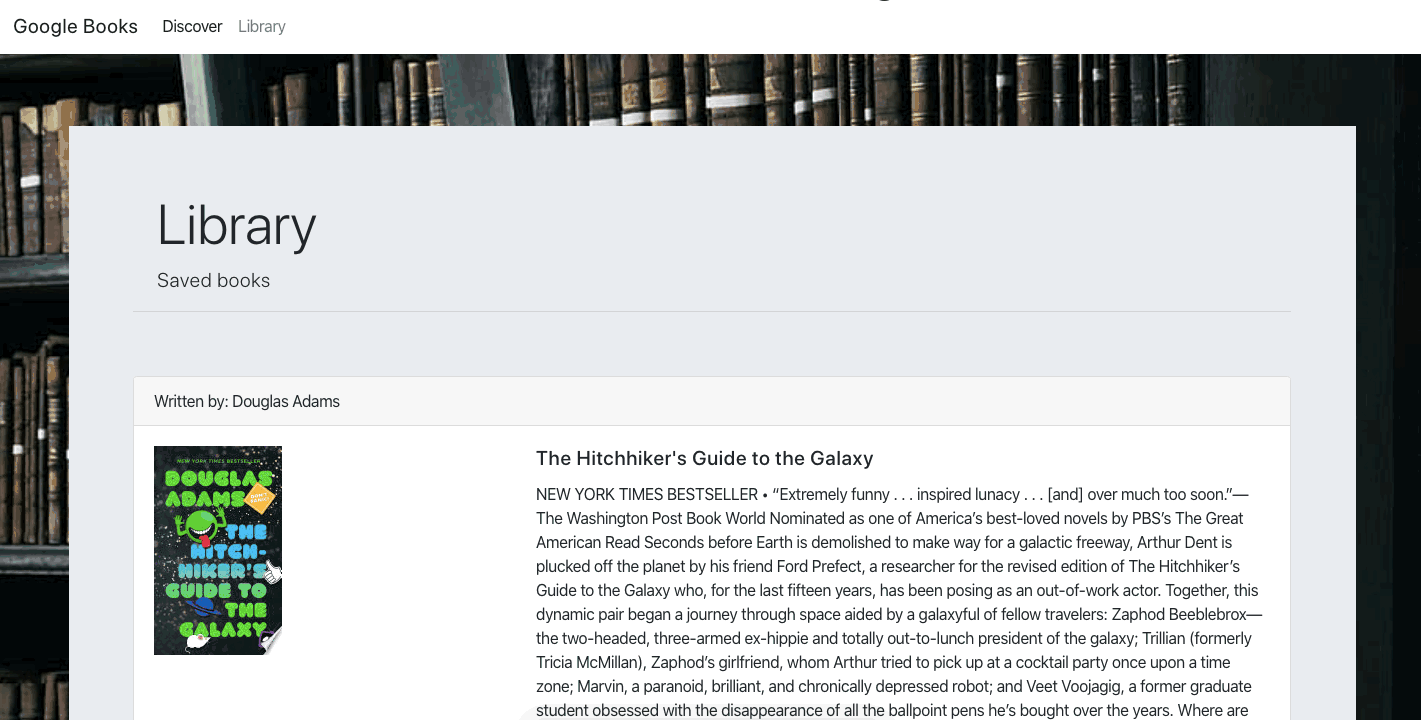 Google Books Discover Library
Library
Saved books
Written by: Douglas Adams
NEW YORK TIMES BESTSELLER
DOUGLAS
ADAMS
DON'T
PANIC!
THE
HITCH-
HIKER'S
GUIDE TO
THE
GALAXY
The Hitchhiker's Guide to the Galaxy
NEW YORK TIMES BESTSELLER • “Extremely funny . . . inspired lunacy . . . [and] over much too soon.”—
The Washington Post Book World Nominated as one of America’s best-loved novels by PBS’s The Great
American Read Seconds before Earth is demolished to make way for a galactic freeway, Arthur Dent is
plucked off the planet by his friend Ford Prefect, a researcher for the revised edition of The Hitchhiker’s
Guide to the Galaxy who, for the last fifteen years, has been posing as an out-of-work actor. Together, this
dynamic pair began a journey through space aided by a galaxyful of fellow travelers: Zaphod Beeblebrox—
the two-headed, three-armed ex-hippie and totally out-to-lunch president of the galaxy; Trillian (formerly
Tricia McMillan), Zaphod’s girlfriend, whom Arthur tried to pick up at a cocktail party once upon a time
zone; Marvin, a paranoid, brilliant, and chronically depressed robot; and Veet Voojagig, a former graduate
student obsessed with the disappearance of all the ballpoint pens he’s bought over the years. Where are